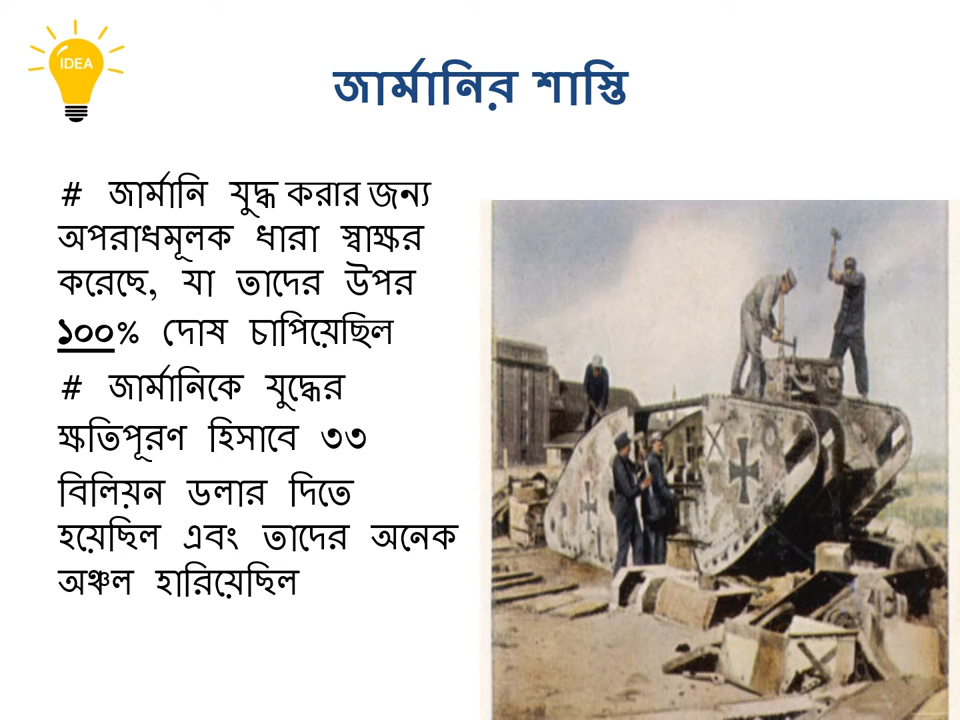 IDEA
জার্মানির শাস্তি
# জার্মানি যুদ্ধ করার জন্য
অপরাধমূলক ধারা স্বাক্ষর
করেছে, যা তাদের উপর
১০০% দোষ চাপিয়েছিল
# জার্মানিকে যুদ্ধের
ক্ষতিপূরণ হিসাবে ৩৩
বিলিয়ন ডলার দিতে
হয়েছিল এবং তাদের অনেক
অঞ্চল হারিয়েছিল